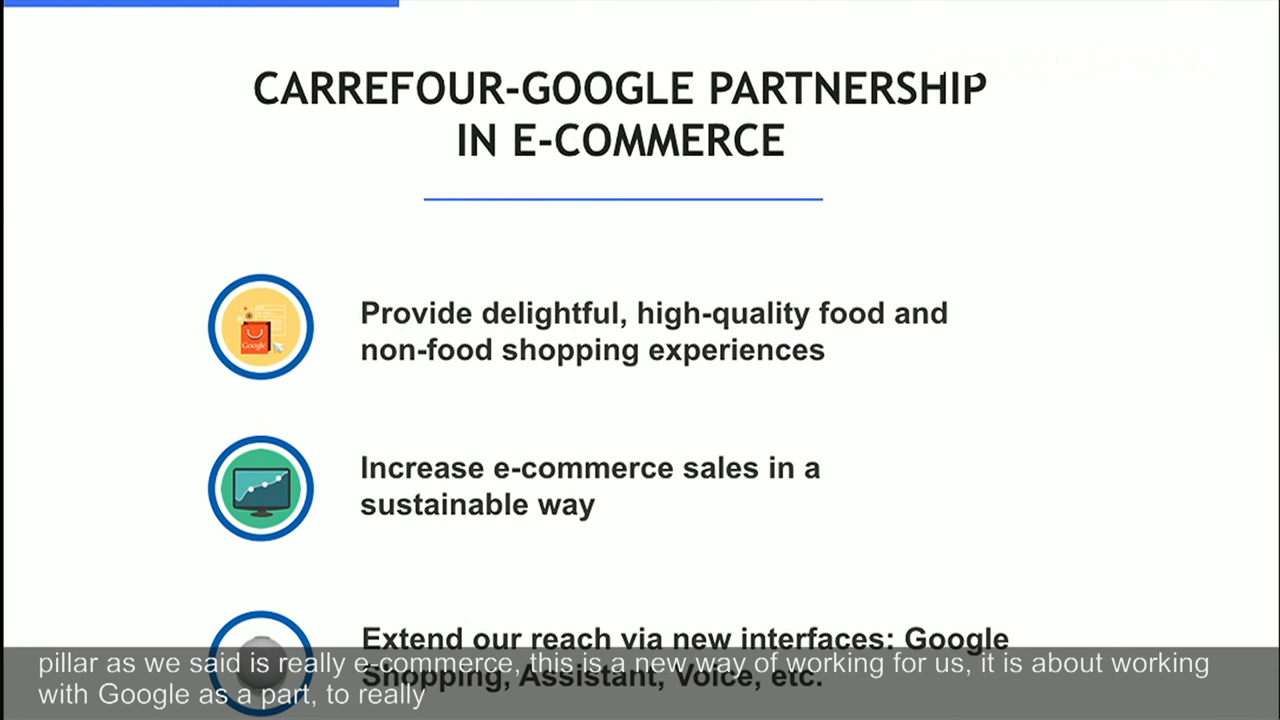 CARREFOUR-GOOGLE PARTNERSHIP
IN E-COMMERCE
Google
Provide delightful, high-quality food and
non-food shopping experiences
Increase e-commerce sales in a
sustainable way
Extend our reach via new interfaces: Google
Shopping, Assistant, Voice, etc.
pillar as we said is really e-commerce, this is a new way of working for us, it is about working
with Google as a part, to really